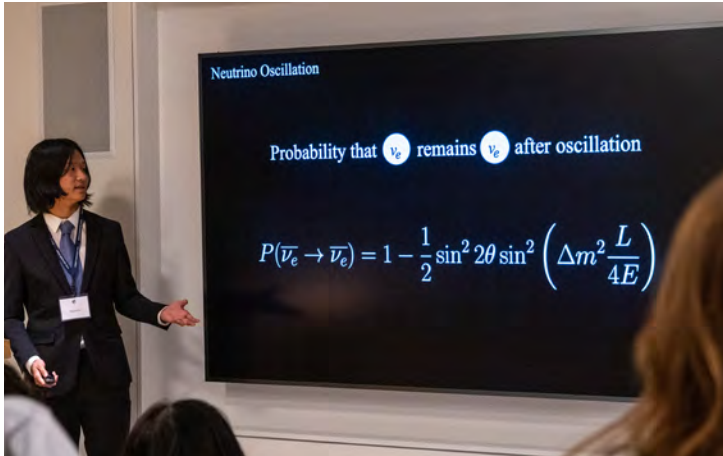 Neutrino Oscillation
Probability that νₑ remains νₑ after oscillation
P(ν̅ₑ → ν̅ₑ) = 1 − 1/2 sin² 2θ sin² (Δm² L/4E)